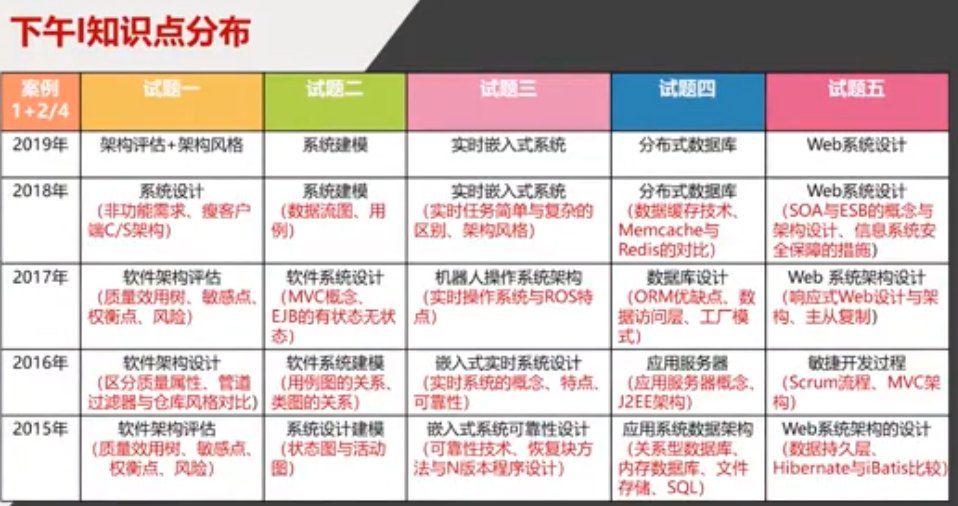 下午I知识点分布
案例
1+2/4
试题一
试题二
试题三
试题四
试题五
2019年
架构评估+架构风格
系统建模
实时嵌入式系统
分布式数据库
Web系统设计
2018年
系统设计
（非功能需求、瘦客户
端C/S架构）
系统建模
（数据流图、用
例）
实时嵌入式系统
（实时任务简单与复杂的
区别、架构风格）
分布式数据库
（数据缓存技术、
Memcache与
Redis的对比）
Web系统设计
（SOA与ESB的概念与
架构设计、信息系统安
全保障的措施）
2017年
软件架构评估
（质量效用树、敏感点、
权衡点、风险）
软件系统设计
（MVC概念、
EJB的有状态无状
态）
机器人操作系统架构
（实时操作系统与ROS特
点）
数据库设计
（ORM优缺点、数
据访问层、工厂模
式）
Web 系统架构设计
（响应式Web设计与架
构、主从复制）
2016年
软件架构设计
（区分质量属性、管道
过滤器与仓库风格对比）
软件系统建模
（用例图的关系、
类图的关系）
嵌入式实时系统设计
（实时系统的概念、特点、
可靠性）
应用服务器
（应用服务器概念、
J2EE架构）
敏捷开发过程
（Scrum流程、MVC架
构）
2015年
软件架构评估
（质量效用树、敏感点、
权衡点、风险）
系统设计建模
（状态图与活动
图）
嵌入式系统可靠性设计
（可靠性技术、恢复块方
法与N版本程序设计）
应用系统数据架构
（关系型数据库、
内存数据库、文件
存储、SQL）
Web系统架构的设计
（数据持久层、
Hibernate与iBatis比较）